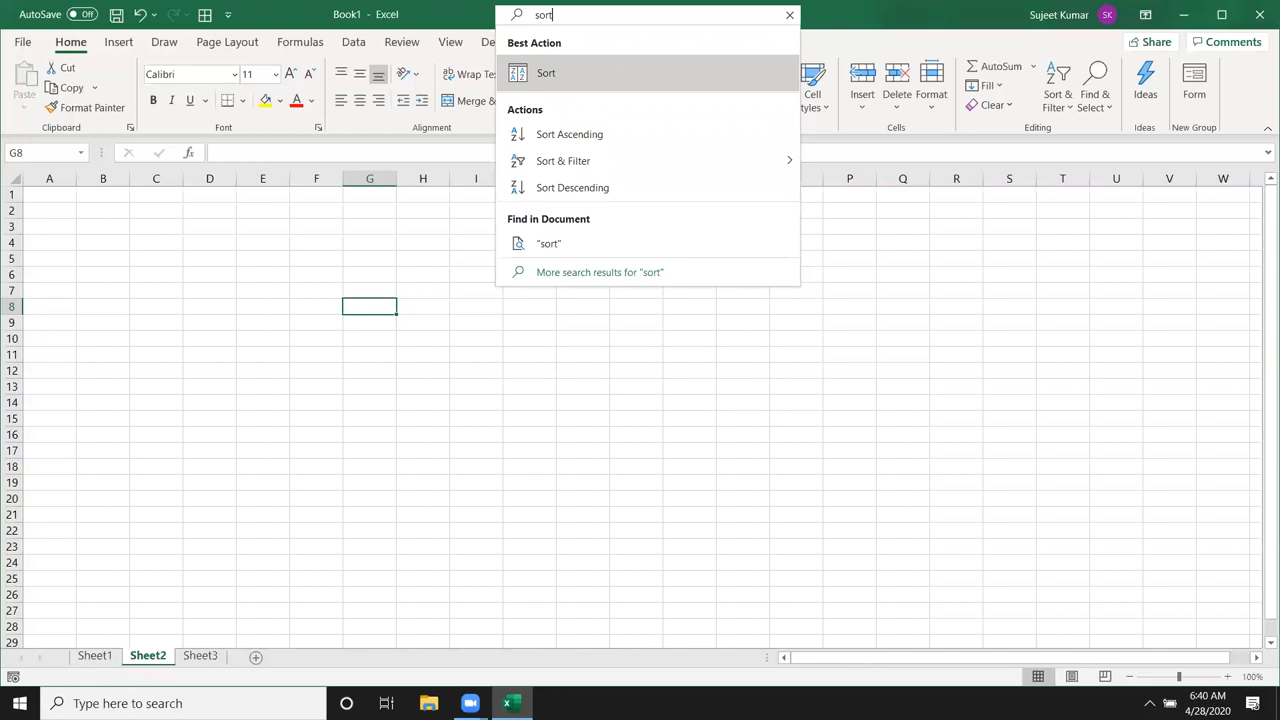 AutoSave Off
Book1 - Excel
sort
Sujeet Kumar SK
File Home Insert Draw Page Layout Formulas Data Review View
Share Comments
Best Action
Sort
Actions
Sort Ascending
Sort & Filter
Sort Descending
Find in Document
"sort"
More search results for "sort"
Paste
Cut
Copy
Format Painter
Clipboard
Calibri 11
B I U
Font
Wrap Text
Merge &
Alignment
Cell
Styles
Insert Delete Format
Cells
AutoSum
Fill
Clear
Sort &
Filter
Find &
Select
Editing
Ideas
Ideas
Form
New Group
G8
fx
A B C D E F G H I P Q R S T U V W
1
2
3
4
5
6
7
8
9
10
11
12
13
14
15
16
17
18
19
20
21
22
23
24
25
26
27
28
29
Sheet1 Sheet2 Sheet3
100%
Type here to search
6:40 AM
4/28/2020